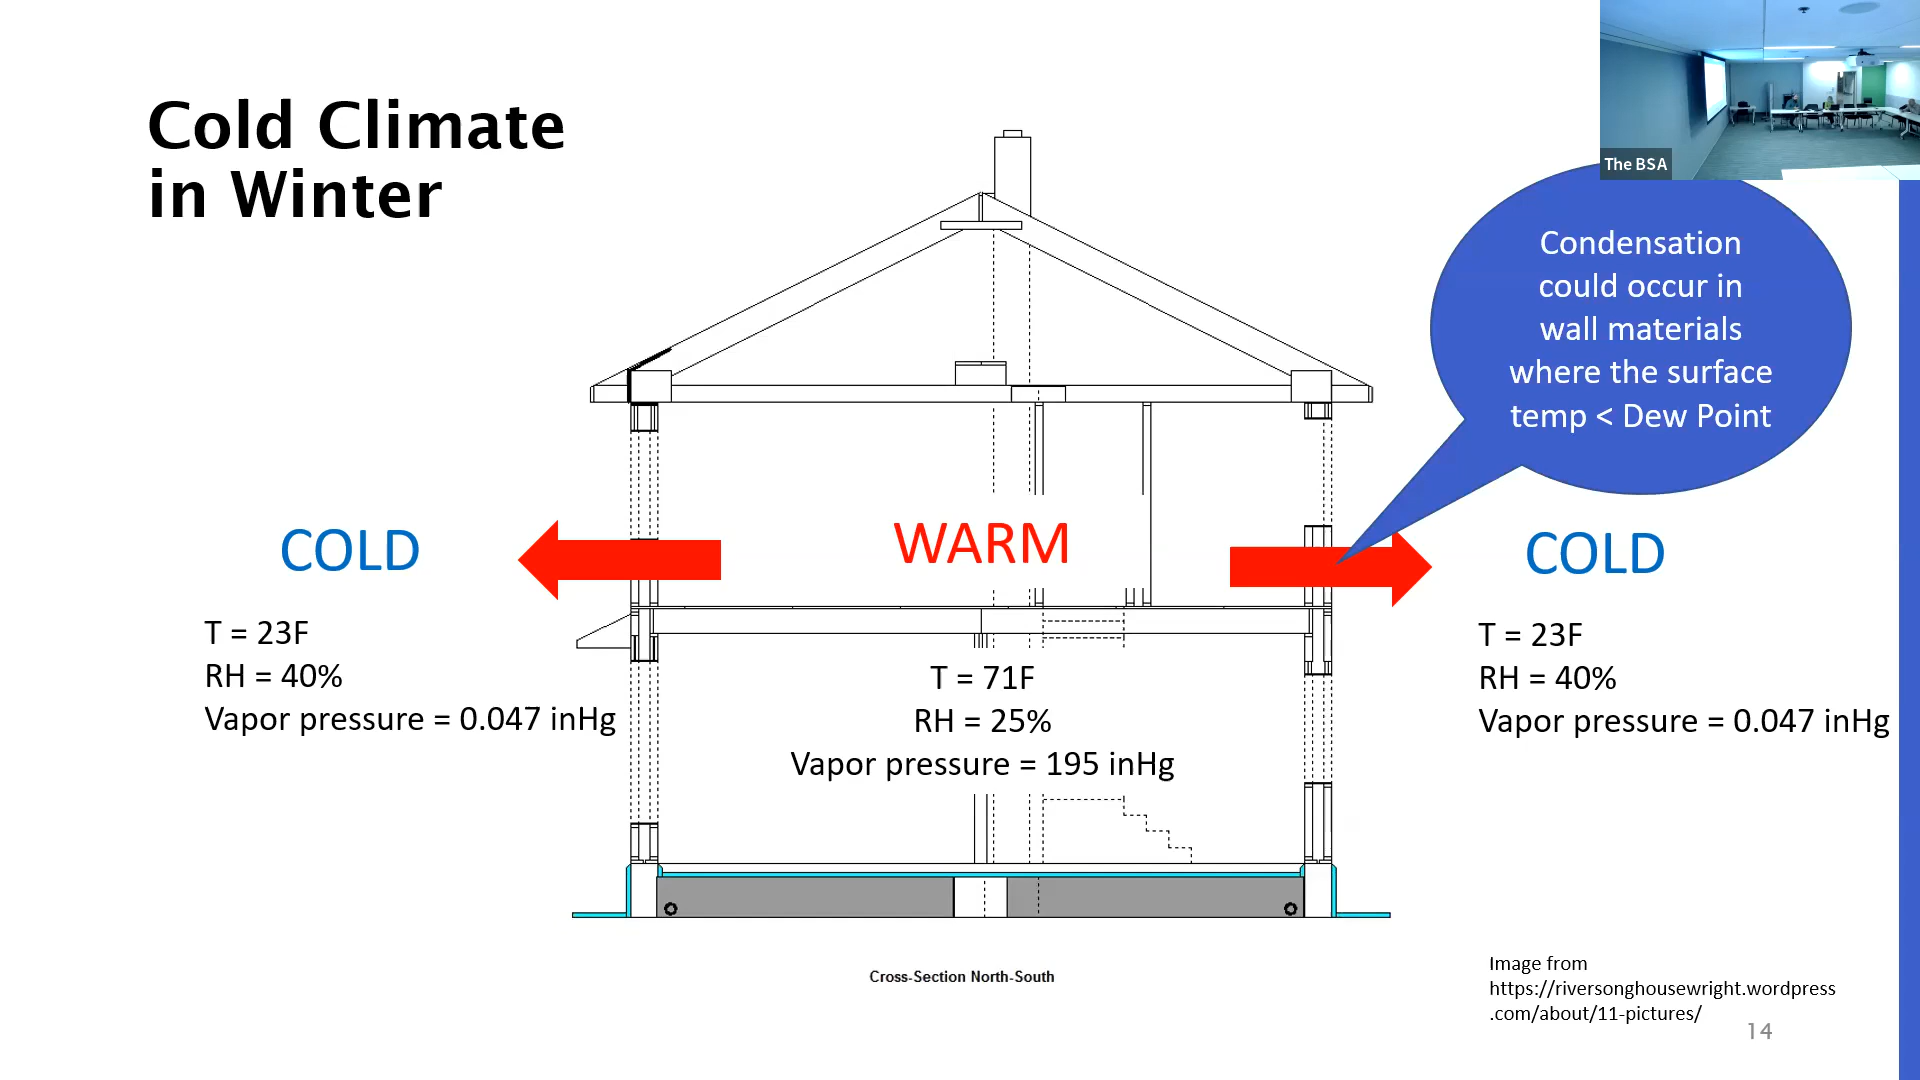 Cold Climate
in Winter
The BSA
Condensation
could occur in
wall materials
where the surface
temp < Dew Point
COLD
WARM
COLD
T = 23F
RH = 40%
Vapor pressure = 0.047 inHg
T = 71F
RH = 25%
Vapor pressure = 195 inHg
T = 23F
RH = 40%
Vapor pressure = 0.047 inHg
Cross-Section North-South
Image from
https://riversonghousewright.wordpress
.com/about/11-pictures/
14